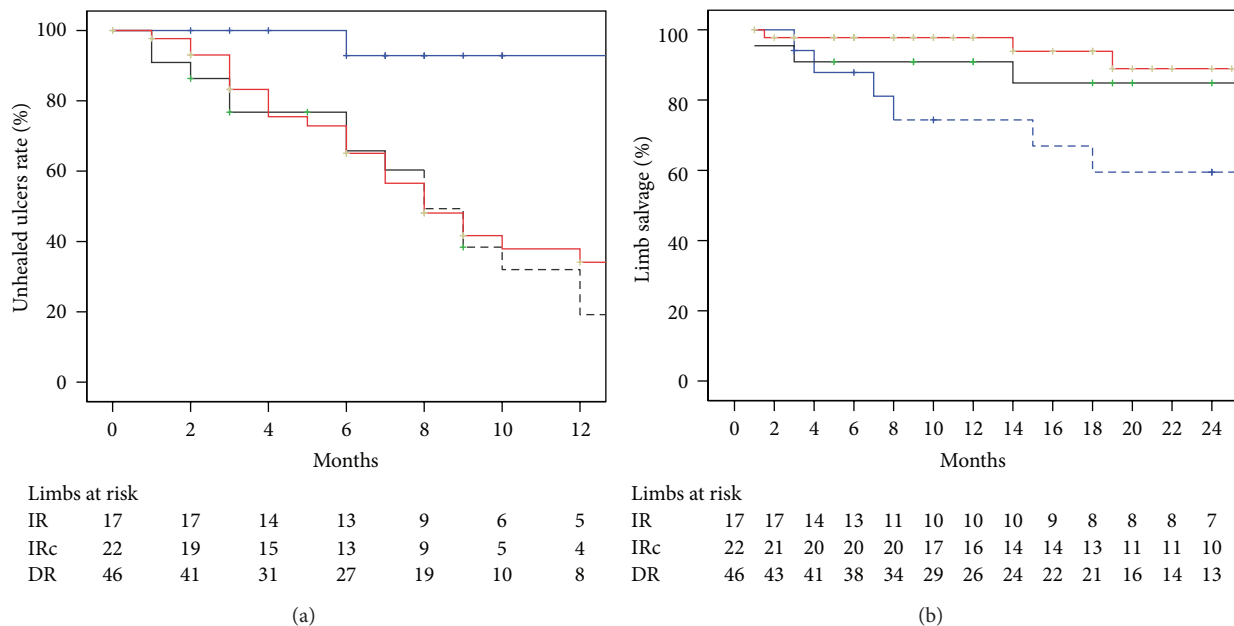 100
80
60
40
20
0
Unhealed ulcers rate (%)
0 2 4 6 8 10 12
Months
Limbs at risk
IR 17 17 14 13 9 6 5
IRc 22 19 15 13 9 5 4
DR 46 41 31 27 19 10 8
(a)
100
80
60
40
20
0
Limb salvage (%)
0 2 4 6 8 10 12 14 16 18 20 22 24
Months
Limbs at risk
IR 17 17 14 13 11 10 10 10 9 8 8 8 7
IRc 22 21 20 20 20 17 16 14 14 13 11 11 10
DR 46 43 41 38 34 29 26 24 22 21 16 14 13
(b)